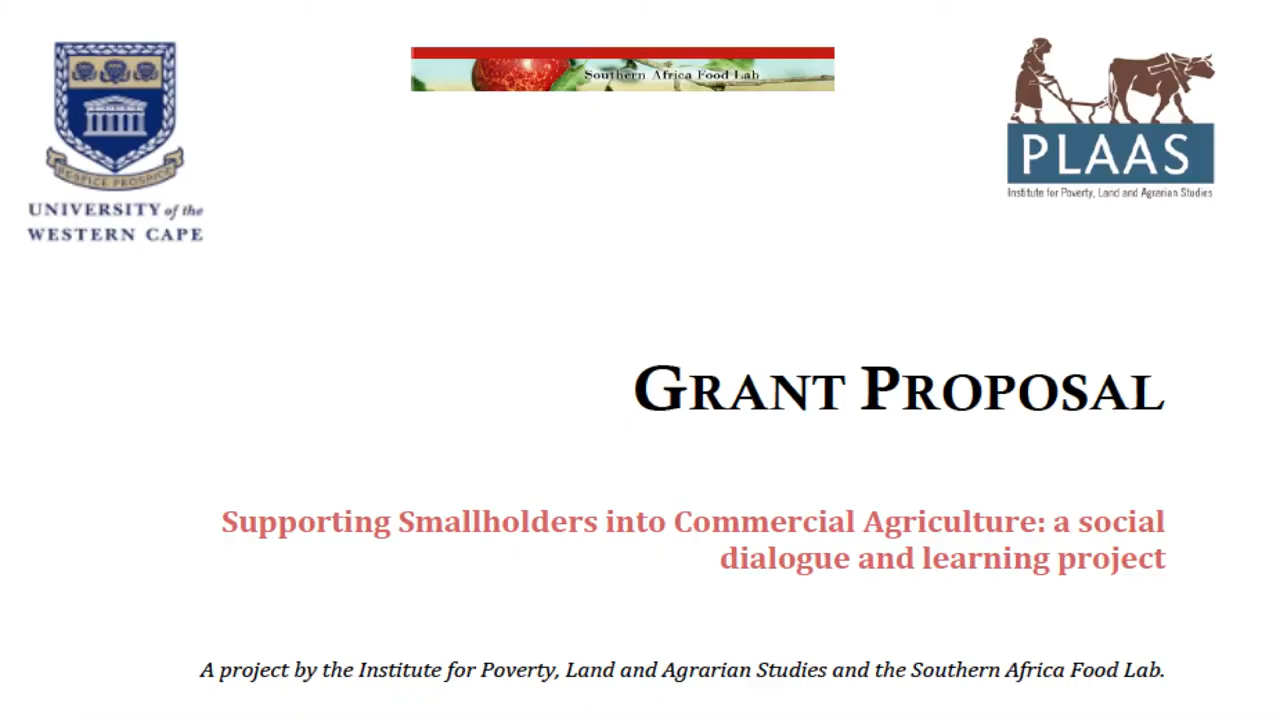 RESPICE PROSPICE
UNIVERSITY of the
WESTERN CAPE
Southern Africa Food Lab
PLAAS
Institute for Poverty, Land and Agrarian Studies
GRANT PROPOSAL
Supporting Smallholders into Commercial Agriculture: a social
dialogue and learning project
A project by the Institute for Poverty, Land and Agrarian Studies and the Southern Africa Food Lab.